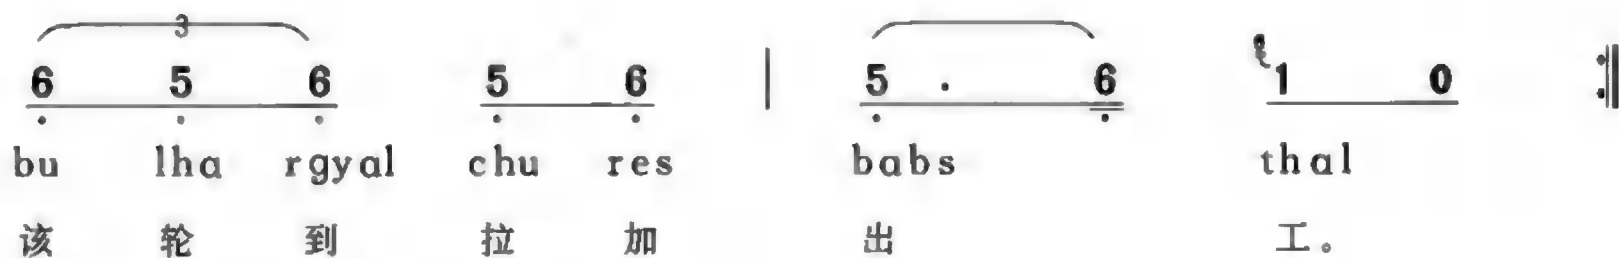 3
6 5 6 5 6 | 5 . 6 1 0
bu lha rgyal chu res babs thal
该 轮 到 拉 加 出 工。